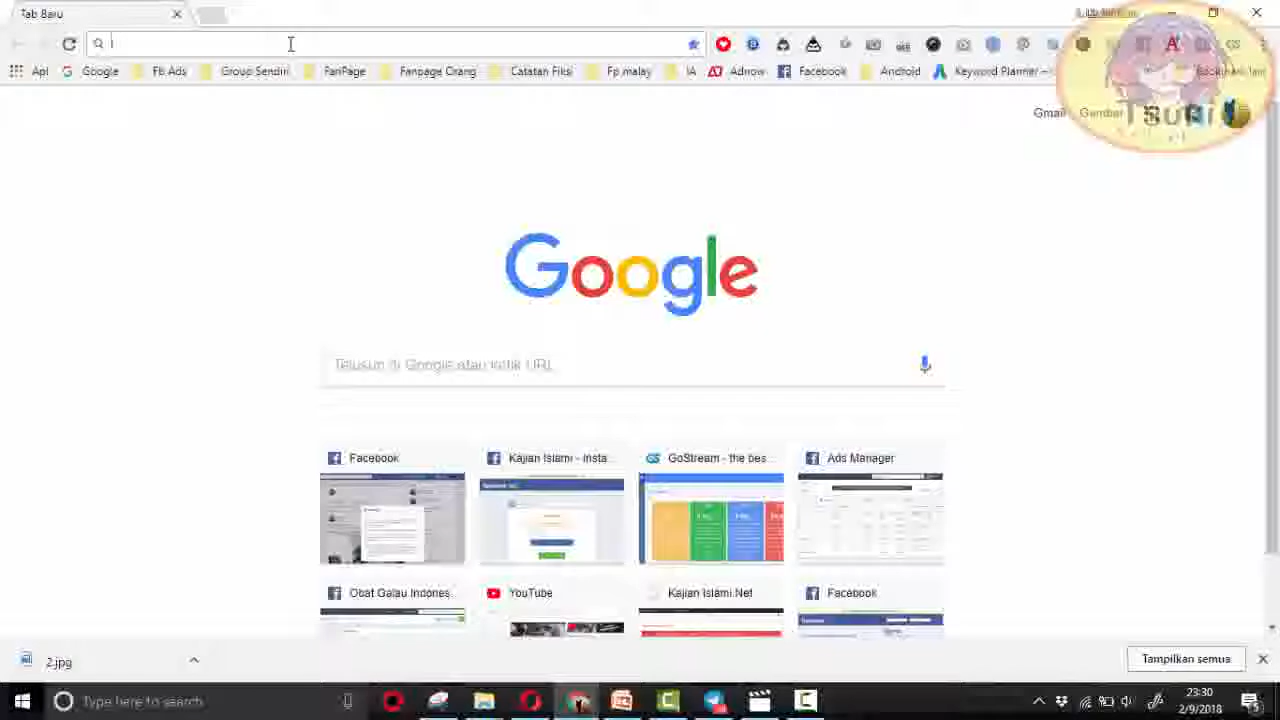 Tab Baru
Apl Google Fb Ads Group Sendiri FanPage Fanpage Orang Catatan Fiksi Fp malay IA Adnow Facebook Android Keyword Planner –
Gmail Gambar
Tsuri
Google
Telusuri di Google atau ketik URL
Facebook Kajian Islami - Insta... GoStream - the bes... Ads Manager
Obat Galau Indones YouTube Kajian Islami.Net Facebook
2.jpg Tampilkan semua
Type here to search
23:30
2/9/2018